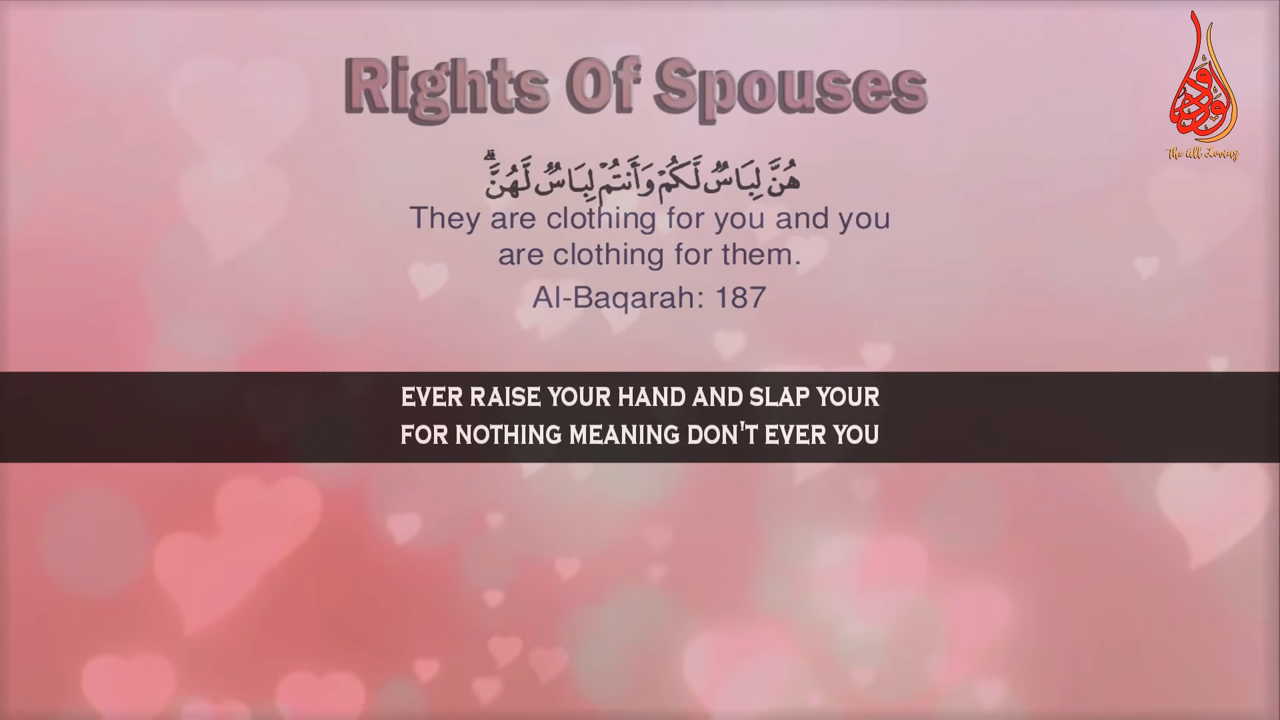 Rights Of Spouses
هُنَّ لِبَاسٌ لَّكُمْ وَأَنتُمْ لِبَاسٌ لَّهُنَّ ۗ
They are clothing for you and you
are clothing for them.
Al-Baqarah: 187
EVER RAISE YOUR HAND AND SLAP YOUR
FOR NOTHING MEANING DON'T EVER YOU
الودود
The All Loving